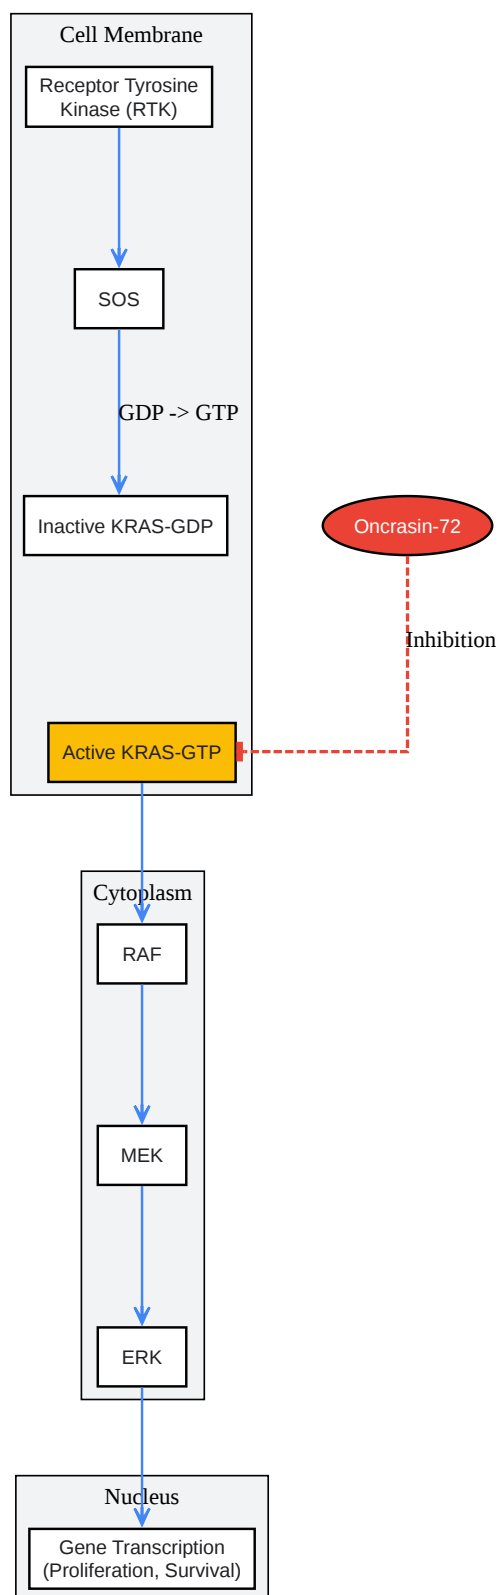 Cell Membrane
Receptor Tyrosine
Kinase (RTK)
SOS
GDP -> GTP
Inactive KRAS-GDP
Oncrasin-72
Inhibition
Active KRAS-GTP
Cytoplasm
RAF
MEK
ERK
Nucleus
Gene Transcription
(Proliferation, Survival)